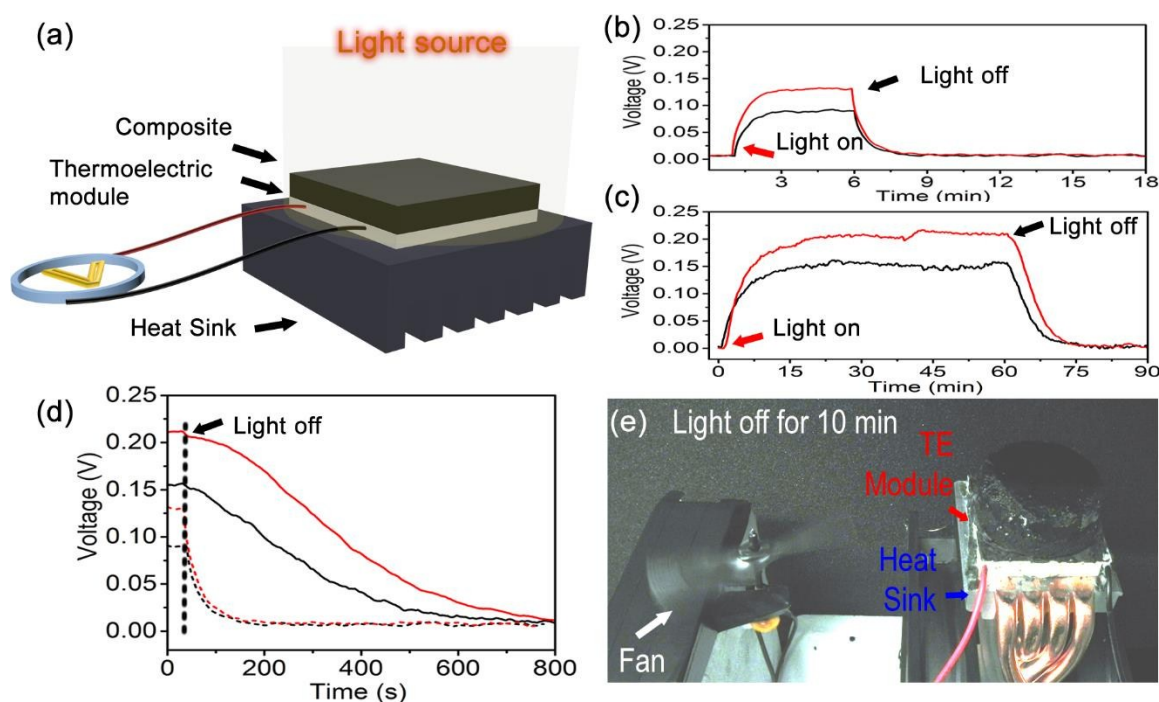 (a)
Light source
Composite
Thermoelectric
module
Heat Sink
(b)
Voltage (V)
0.25
0.20
0.15
0.10
0.05
0.00
Light off
Light on
3 6 9 12 15 18
Time (min)
(c)
Voltage (V)
0.25
0.20
0.15
0.10
0.05
0.00
Light off
Light on
0 15 30 45 60 75 90
Time (min)
(d)
Voltage (V)
0.25
0.20
0.15
0.10
0.05
0.00
Light off
0 200 400 600 800
Time (s)
(e) Light off for 10 min
TE
Module
Heat
Sink
Fan